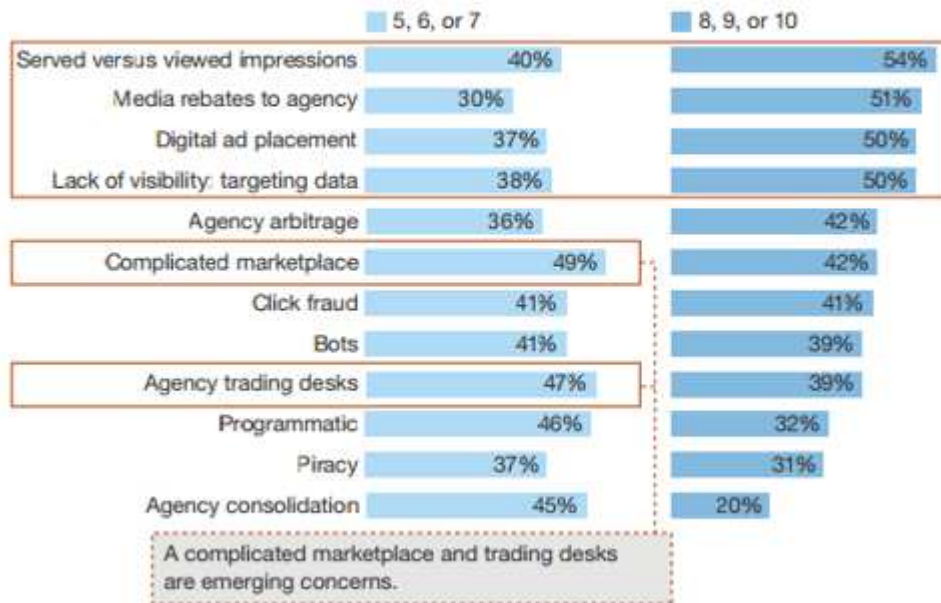 5, 6, or 7 8, 9, or 10
Served versus viewed impressions 40% 54%
Media rebates to agency 30% 51%
Digital ad placement 37% 50%
Lack of visibility: targeting data 38% 50%
Agency arbitrage 36% 42%
Complicated marketplace 49% 42%
Click fraud 41% 41%
Bots 41% 39%
Agency trading desks 47% 39%
Programmatic 46% 32%
Piracy 37% 31%
Agency consolidation 45% 20%
A complicated marketplace and trading desks
are emerging concerns.